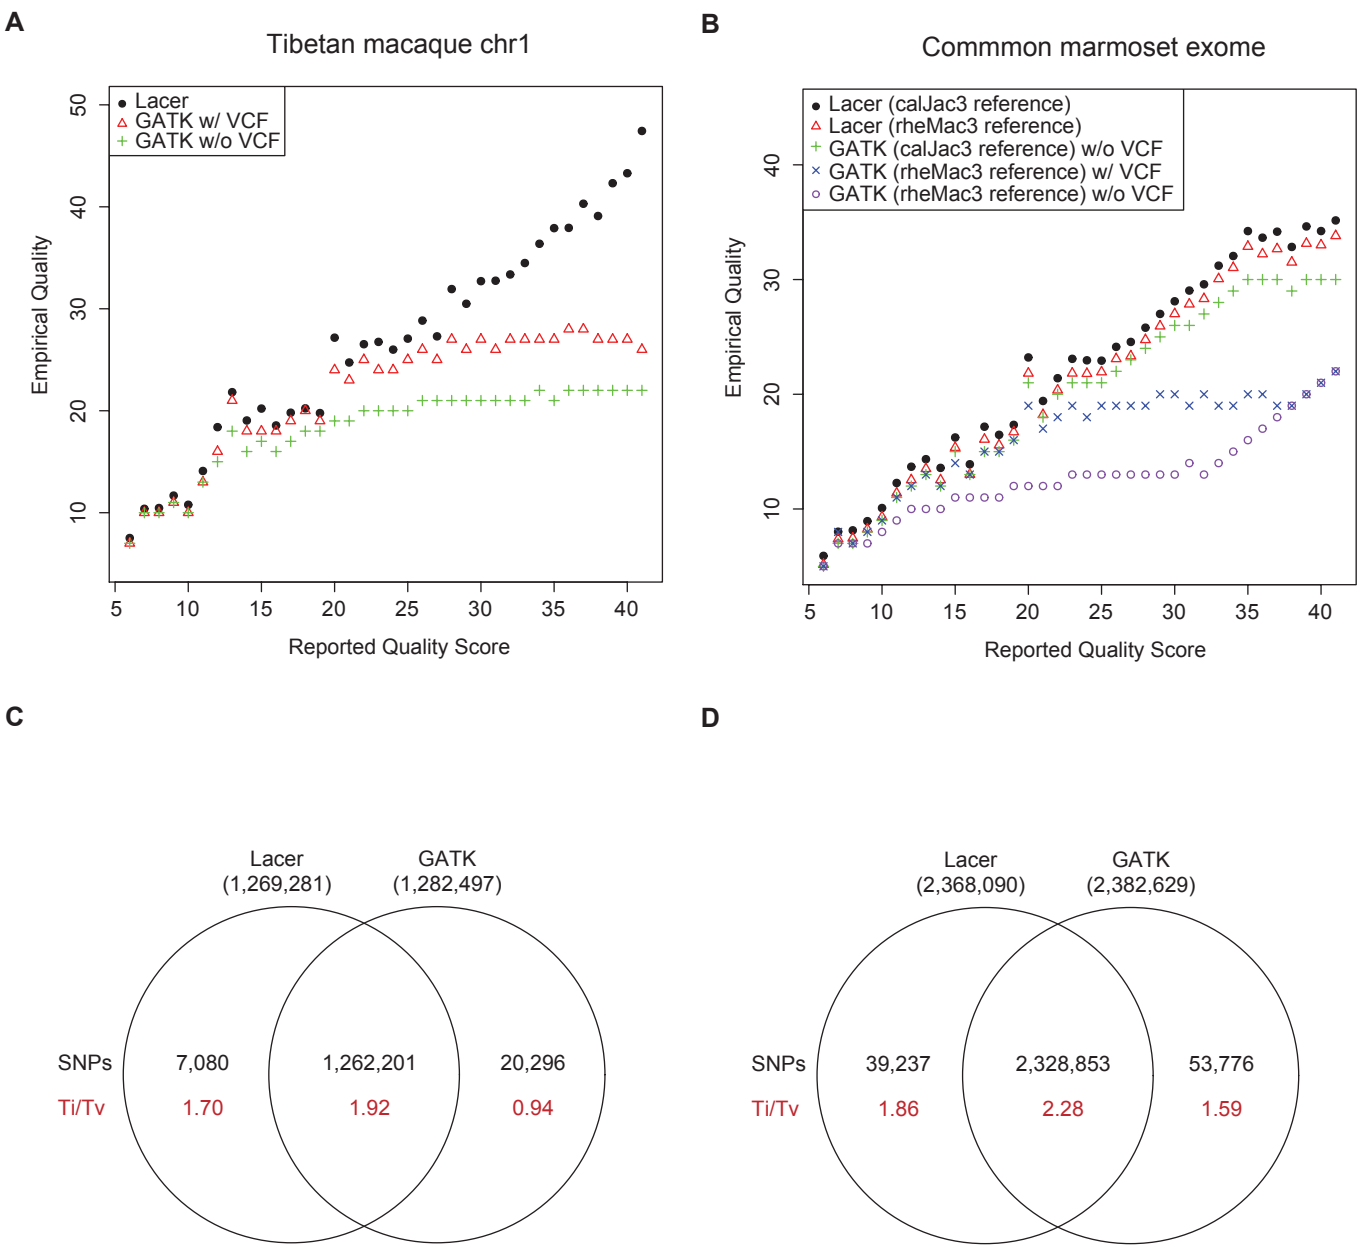 A
Tibetan macaque chr1
Lacer
GATK w/ VCF
GATK w/o VCF
50
40
30
20
10
Empirical Quality
5 10 15 20 25 30 35 40
Reported Quality Score
B
Commmon marmoset exome
Lacer (calJac3 reference)
Lacer (rheMac3 reference)
GATK (calJac3 reference) w/o VCF
GATK (rheMac3 reference) w/ VCF
GATK (rheMac3 reference) w/o VCF
40
30
20
10
Empirical Quality
5 10 15 20 25 30 35 40
Reported Quality Score
C
Lacer GATK
(1,269,281) (1,282,497)
SNPs 7,080 1,262,201 20,296
Ti/Tv 1.70 1.92 0.94
D
Lacer GATK
(2,368,090) (2,382,629)
SNPs 39,237 2,328,853 53,776
Ti/Tv 1.86 2.28 1.59